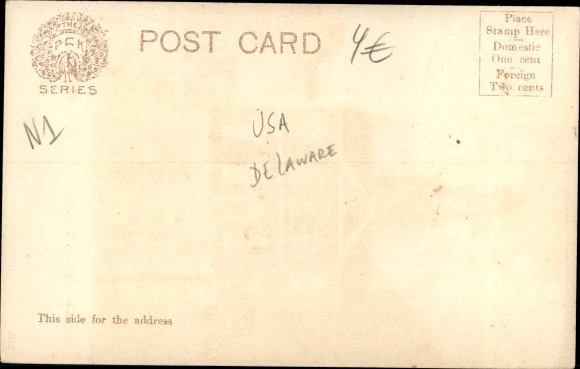 THE
PCK
SERIES
POST CARD
4€
Place
Stamp Here
Domestic
One cent
Foreign
Two cents
N1
USA
DELAWARE
This side for the address